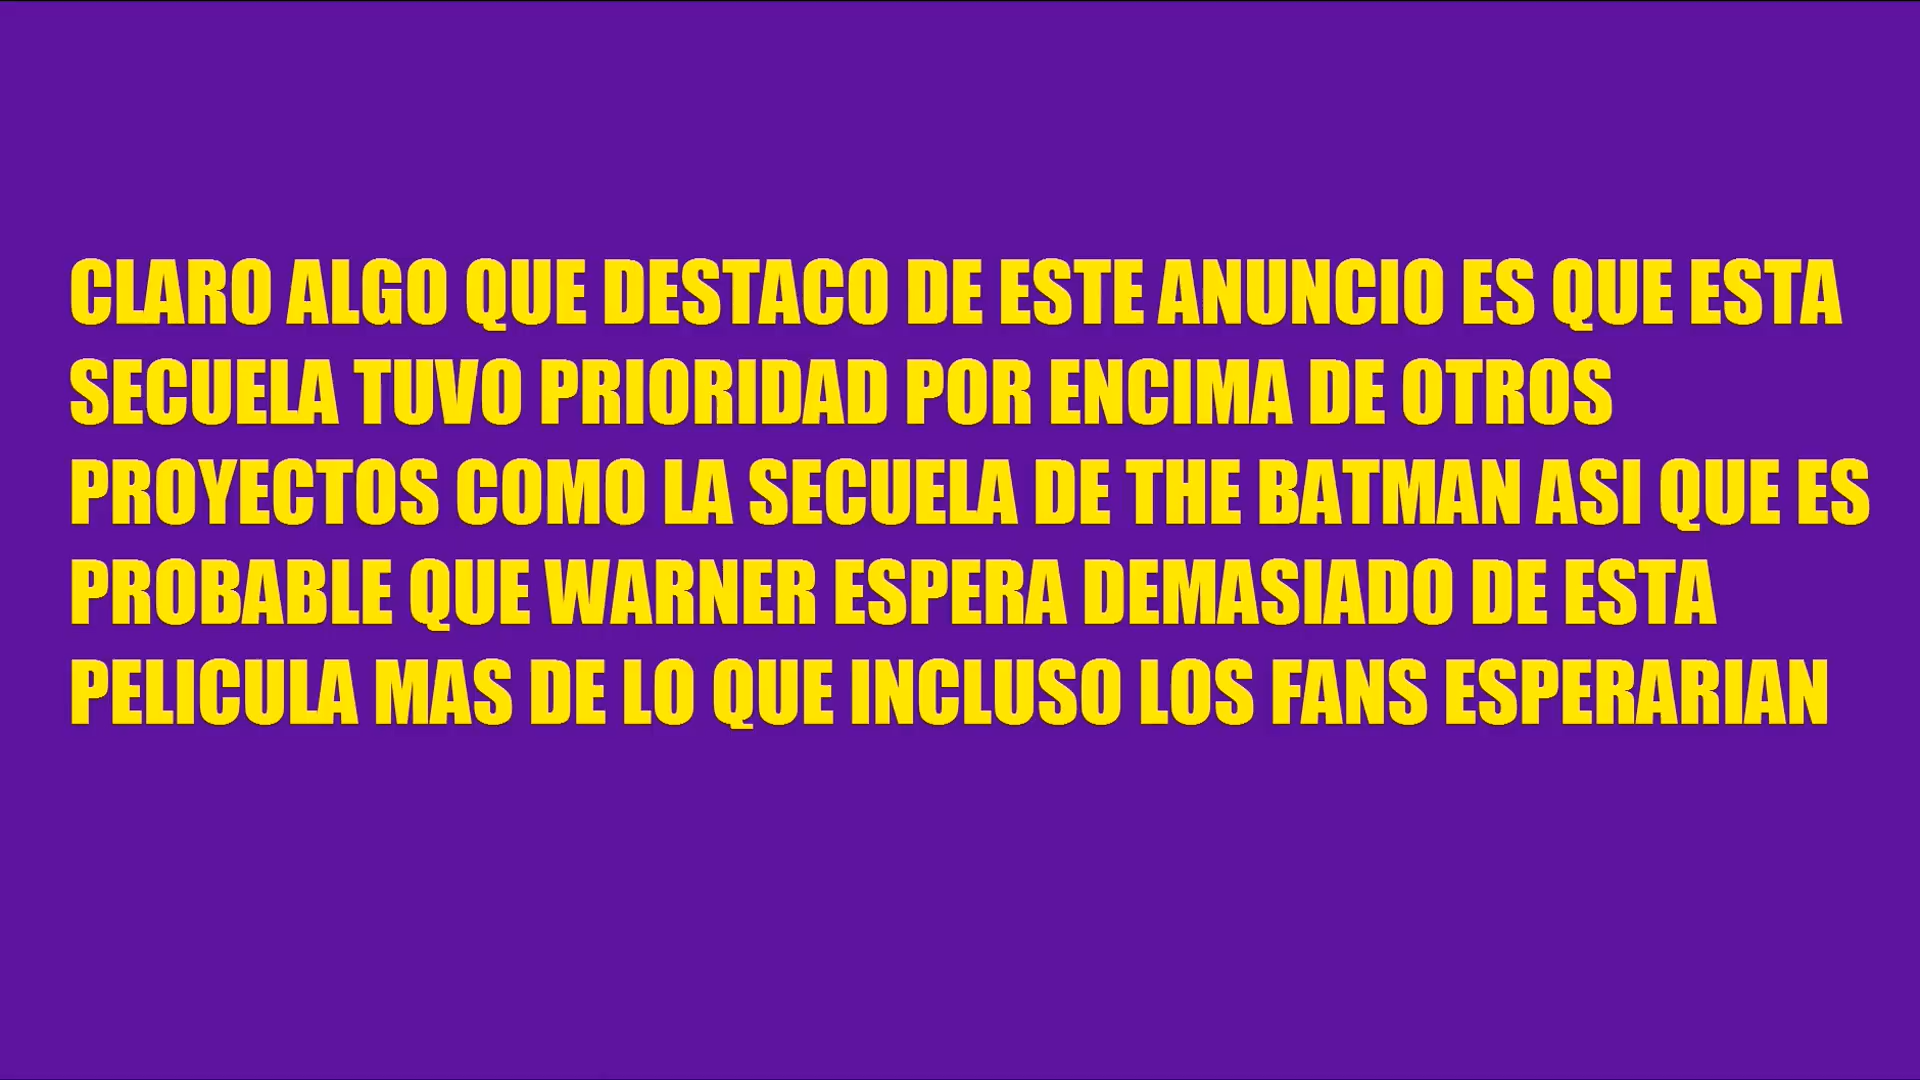 CLARO ALGO QUE DESTACO DE ESTE ANUNCIO ES QUE ESTA
SECUELA TUVO PRIORIDAD POR ENCIMA DE OTROS
PROYECTOS COMO LA SECUELA DE THE BATMAN ASI QUE ES
PROBABLE QUE WARNER ESPERA DEMASIADO DE ESTA
PELICULA MAS DE LO QUE INCLUSO LOS FANS ESPERARIAN